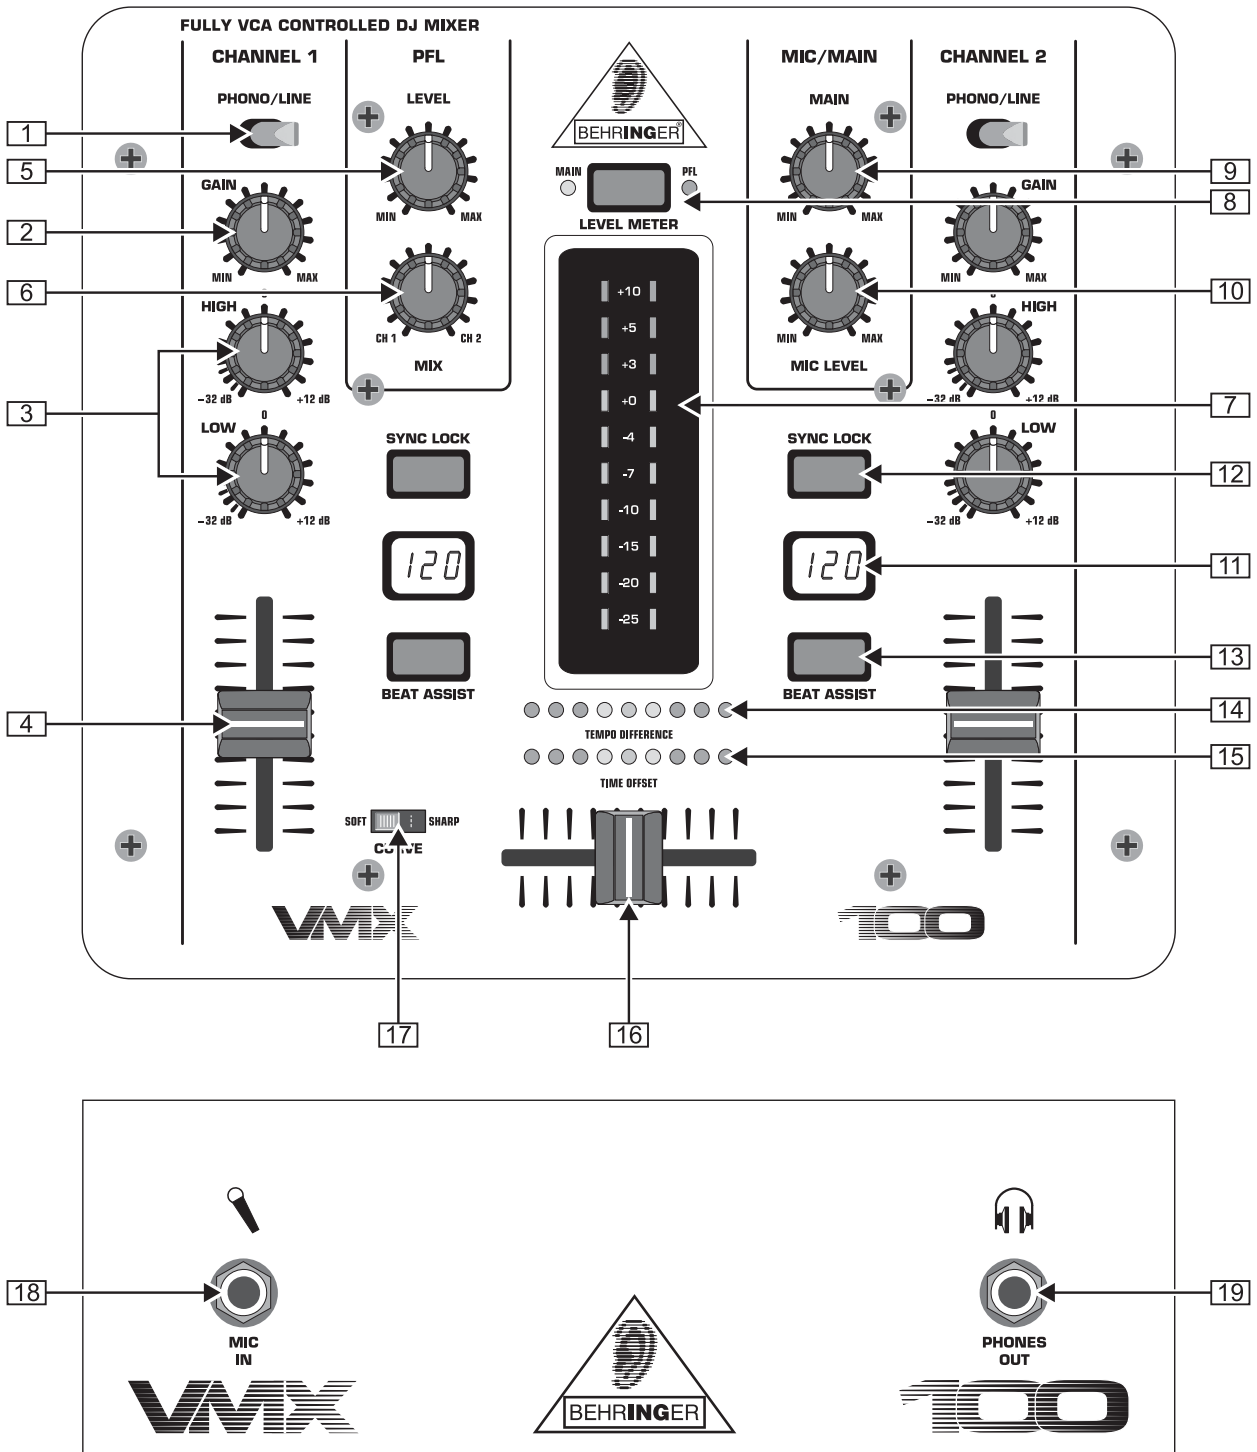 FULLY VCA CONTROLLED DJ MIXER
CHANNEL 1
PFL
MIC/MAIN
CHANNEL 2
PHONO/LINE
LEVEL
MAIN
PHONO/LINE
1
BEHRINGER®
5
MAIN
PFL
9
GAIN
GAIN
8
MIN
MAX
LEVEL METER
MIN
MAX
2
MIN
MAX
MIN
MAX
6
+10
10
HIGH
HIGH
+5
CH 1
CH 2
MIN
MAX
MIX
+3
MIC LEVEL
-32 dB
+12 dB
+0
7
-32 dB
+12 dB
3
0
0
LOW
LOW
SYNC LOCK
-4
SYNC LOCK
-7
12
-10
-32 dB
+12 dB
-32 dB
+12 dB
-15
120
120
11
-20
-25
13
BEAT ASSIST
BEAT ASSIST
4
14
TEMPO DIFFERENCE
15
TIME OFFSET
SOFT
SHARP
VMX
100
17
16
18
19
MIC
IN
PHONES
OUT
VMX
BEHRINGER
100